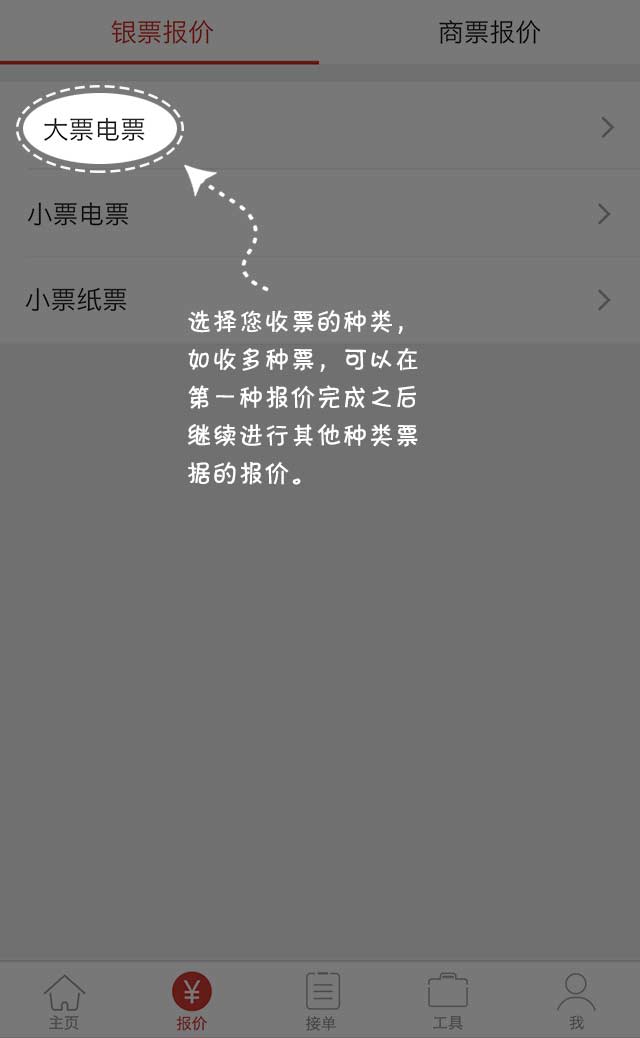 银票报价 商票报价
大票电票
小票电票
小票纸票
选择您收票的种类，
如收多种票，可以在
第一种报价完成之后
继续进行其他种类票
据的报价。
¥
主页 报价 接单 工具 我